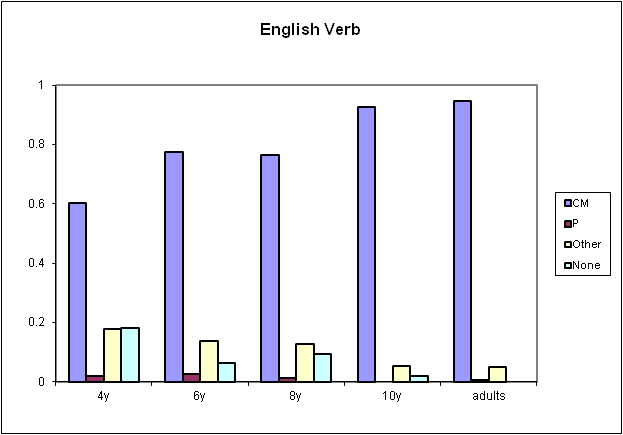 English Verb
1
0.8
0.6
0.4
0.2
0
4y
6y
8y
10y
adults
CM
P
Other
None